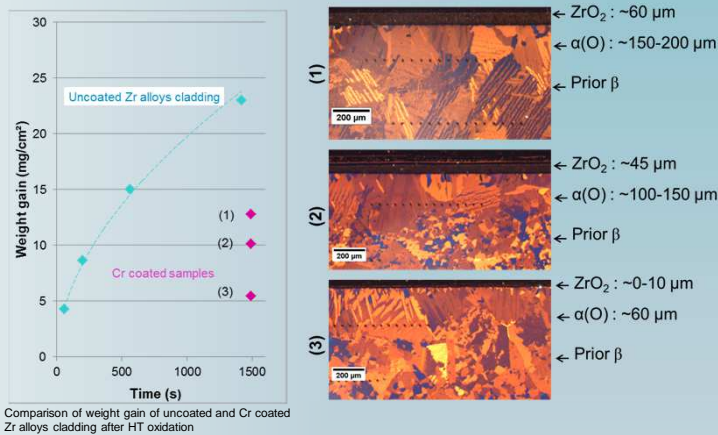 30
25
20
15
10
5
0
Weight gain (mg/cm²)
Uncoated Zr alloys cladding
(1)
(2)
Cr coated samples
(3)
0
500
1000
1500
Time (s)
Comparison of weight gain of uncoated and Cr coated
Zr alloys cladding after HT oxidation
(1)
200 µm
ZrO₂ : ~60 µm
α(O) : ~150-200 µm
Prior β
(2)
200 µm
ZrO₂ : ~45 µm
α(O) : ~100-150 µm
Prior β
(3)
200 µm
ZrO₂ : ~0-10 µm
α(O) : ~60 µm
Prior β